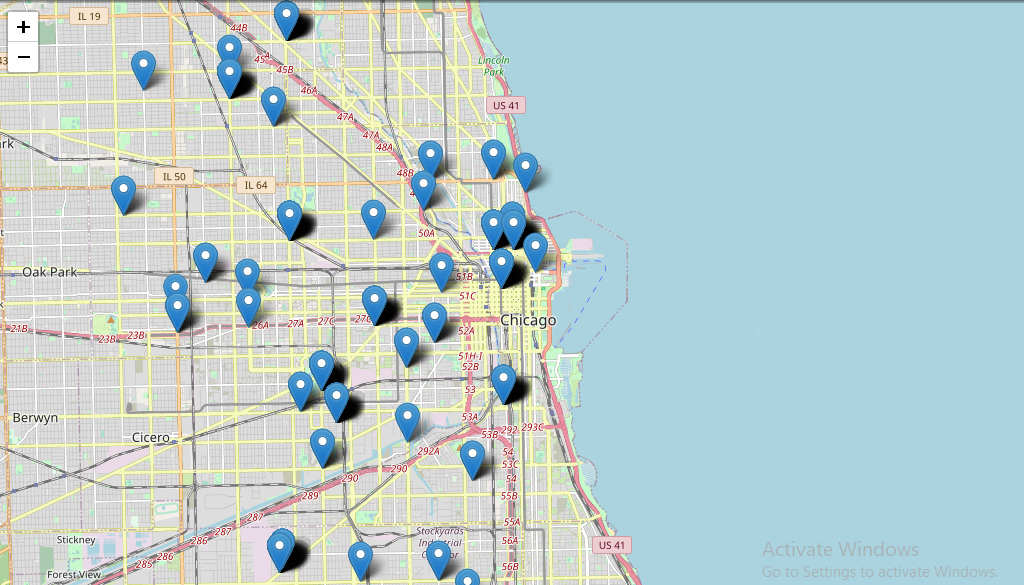 IL 19
+
−
44B
45A
45B
46A
47A
47A
48A
48B
Lincoln
Park
US 41
IL 50
IL 64
50A
Oak Park
51B
51C
21B
23B
23B
26A
27A
27C
27C
Chicago
52A
51H-I
52B
53
53A
Berwyn
Cicero
53B
292
293C
292A
54
53C
54
290
290
289
55B
287
287
286
286
285
55A
56A
56B
Stickney
Forest View
Stockyards
Industrial
US 41
Activate Windows
Go to Settings to activate Windows.